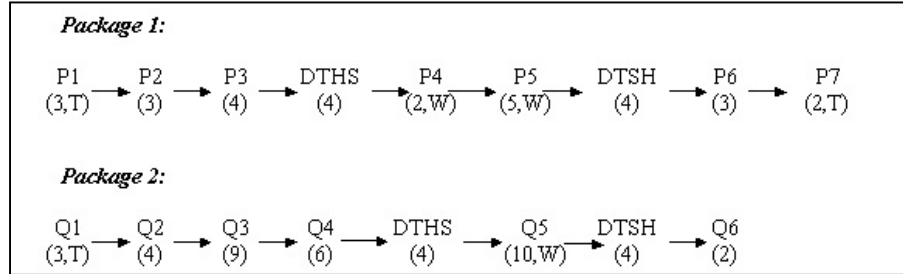 Package 1:
P1 P2 P3 DTHS P4 P5 DTSH P6 P7
(3,T) (3) (4) (4) (2,W) (5,W) (4) (3) (2,T)
Package 2:
Q1 Q2 Q3 Q4 DTHS Q5 DTSH Q6
(3,T) (4) (9) (6) (4) (10,W) (4) (2)